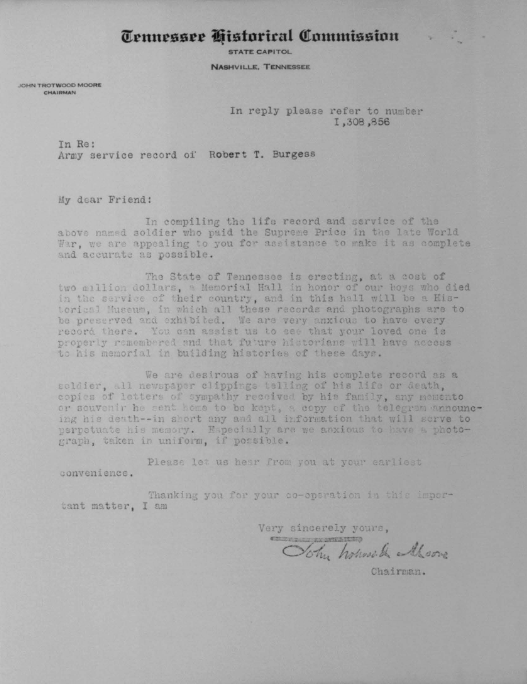 Tennessee Historical Commission
STATE CAPITOL
NASHVILLE, TENNESSEE
JOHN TROTWOOD MOORE
CHAIRMAN
In reply please refer to number
1,308,856
In Re:
Army service record of Robert T. Burgess
My dear Friend:
In compiling the life record and service of the
above named soldier who paid the Supreme Price in the late World
War, we are appealing to you for assistance to make it as complete
and accurate as possible.
The State of Tennessee is erecting, at a cost of
two million dollars, a Memorial Hall in honor of our boys who died
in the service of their country, and in this hall will be a His-
torical Museum, in which all these records and photographs are to
be preserved and exhibited. We are very anxious to have every
record there. You can assist us to see that your loved one is
properly remembered and that future historians will have access
to his memorial in building histories of these days.
We are desirous of having his complete record as a
soldier, all newspaper clippings telling of his life or death,
copies of letters of sympathy received by his family, any memento
or souvenir he sent home to be kept, a copy of the telegram announc-
ing his death--in short any and all information that will serve to
perpetuate his memory. Especially are we anxious to have a photo-
graph, taken in uniform, if possible.
Please let us hear from you at your earliest
convenience.
Thanking you for your co-operation in this impor-
tant matter, I am
Very sincerely yours,
John Trotwood Moore
Chairman.